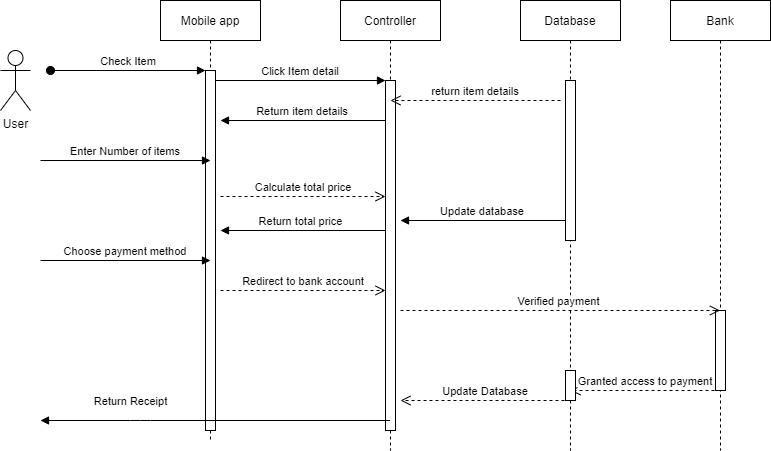 Mobile app
Controller
Database
Bank
Check Item
Click Item detail
return item details
Return item details
User
Enter Number of items
Calculate total price
Update database
Return total price
Choose payment method
Redirect to bank account
Verified payment
Granted access to payment
Update Database
Return Receipt